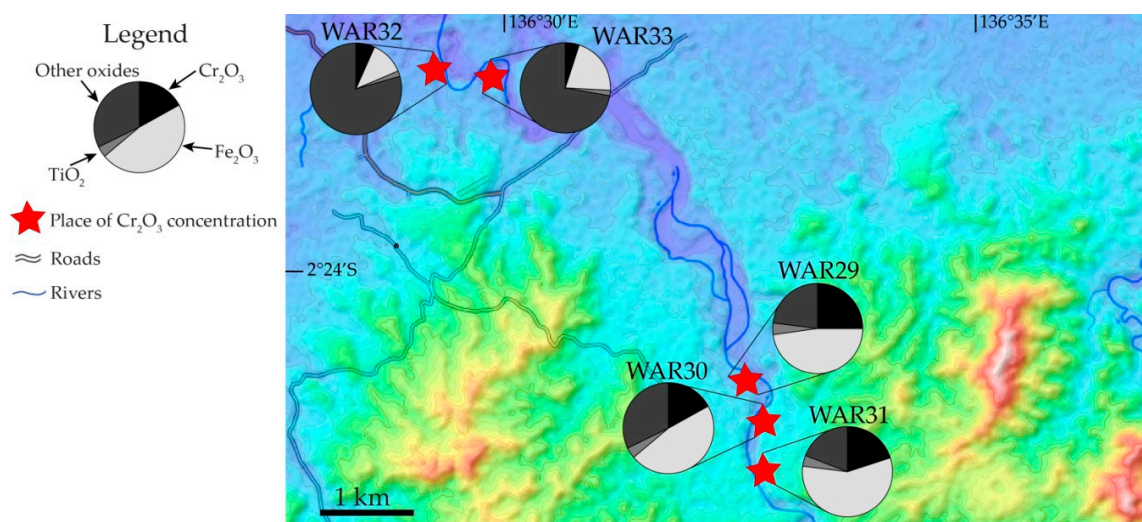 Legend
Other oxides
Cr₂O₃
Fe₂O₃
TiO₂
Place of Cr₂O₃ concentration
Roads
Rivers
136°30′E
136°35′E
WAR32
WAR33
2°24′S
WAR29
WAR30
WAR31
1 km